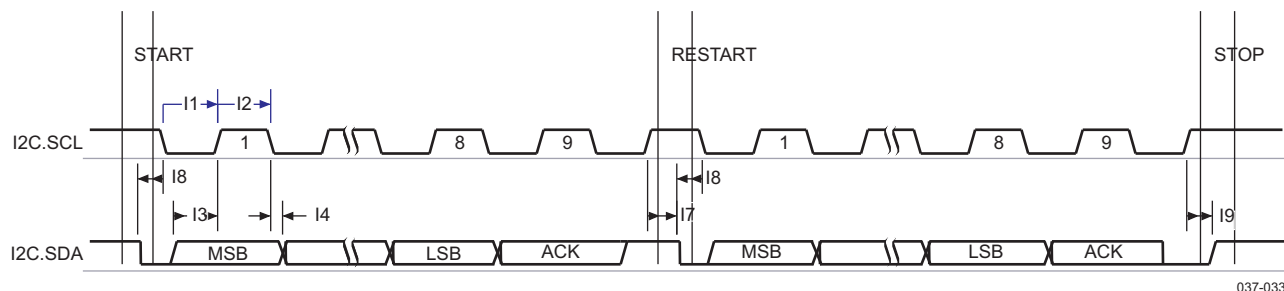 START RESTART STOP
I1 I2
I2C.SCL 1 8 9 1 8 9
I8 I8
I3 I4 I7 I9
I2C.SDA MSB LSB ACK MSB LSB ACK
037-033